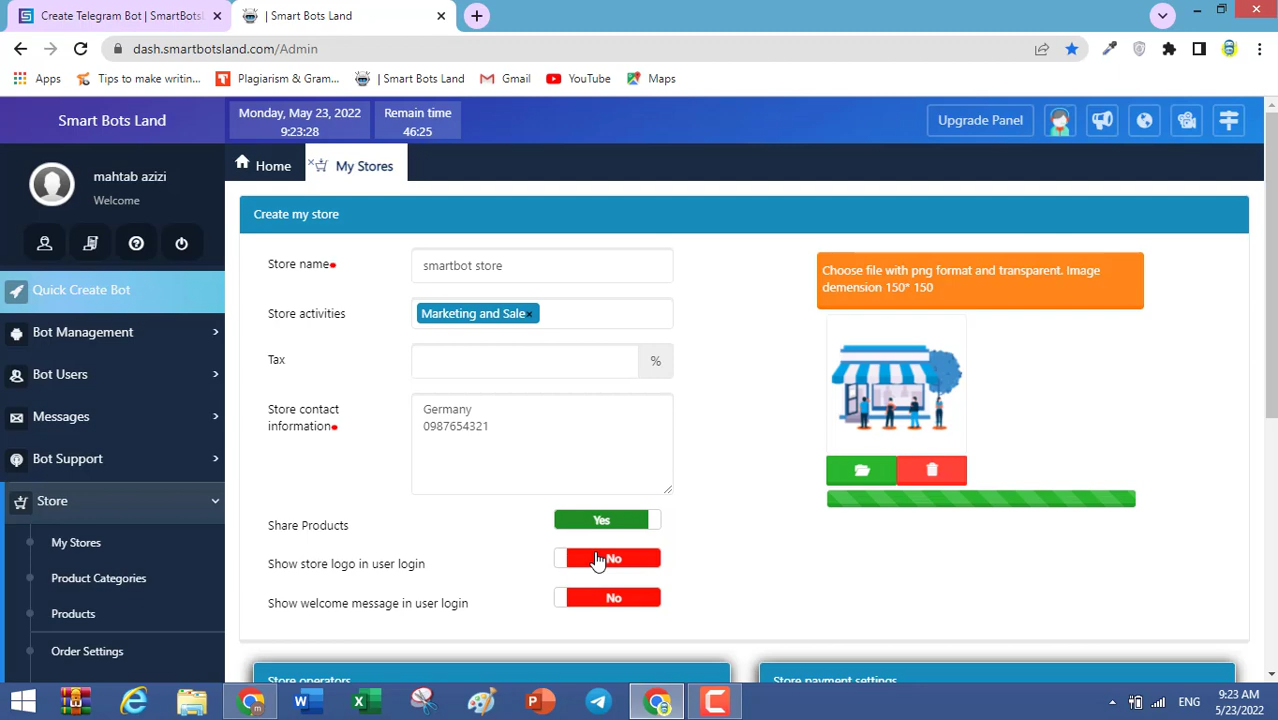 Create Telegram Bot | SmartBotsL
| Smart Bots Land
dash.smartbotsland.com/Admin
Apps
Tips to make writin...
Plagiarism & Gram...
| Smart Bots Land
Gmail
YouTube
Maps
Smart Bots Land
Monday, May 23, 2022
9:23:28
Remain time
46:25
Upgrade Panel
mahtab azizi
Welcome
Home
My Stores
Quick Create Bot
Bot Management
Bot Users
Messages
Bot Support
Store
My Stores
Product Categories
Products
Order Settings
Create my store
Store name
smartbot store
Store activities
Marketing and Sale×
Tax
%
Store contact
information
Germany
0987654321
Share Products
Yes
Show store logo in user login
No
Show welcome message in user login
No
Choose file with png format and transparent. Image
demension 150* 150
Store operators
Store payment settings
ENG
9:23 AM
5/23/2022